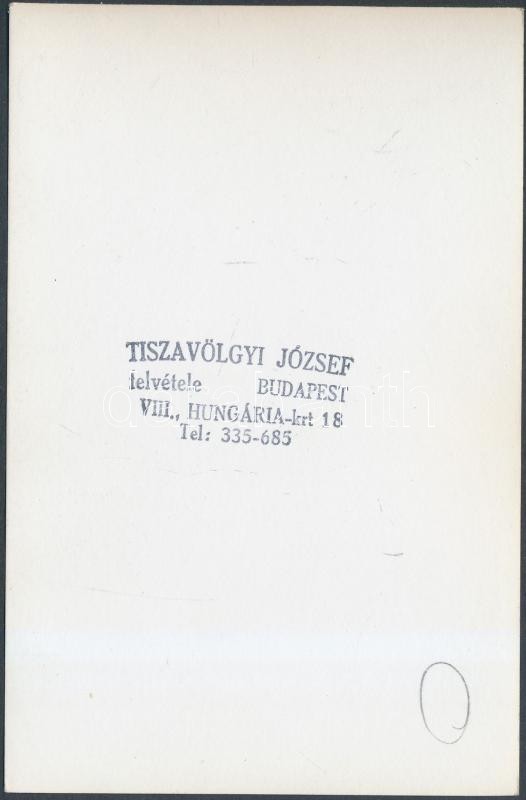 TISZAVÖLGYI JÓZSEF
felvétele BUDAPEST
VIII., HUNGÁRIA-krt 18
Tel: 335-685